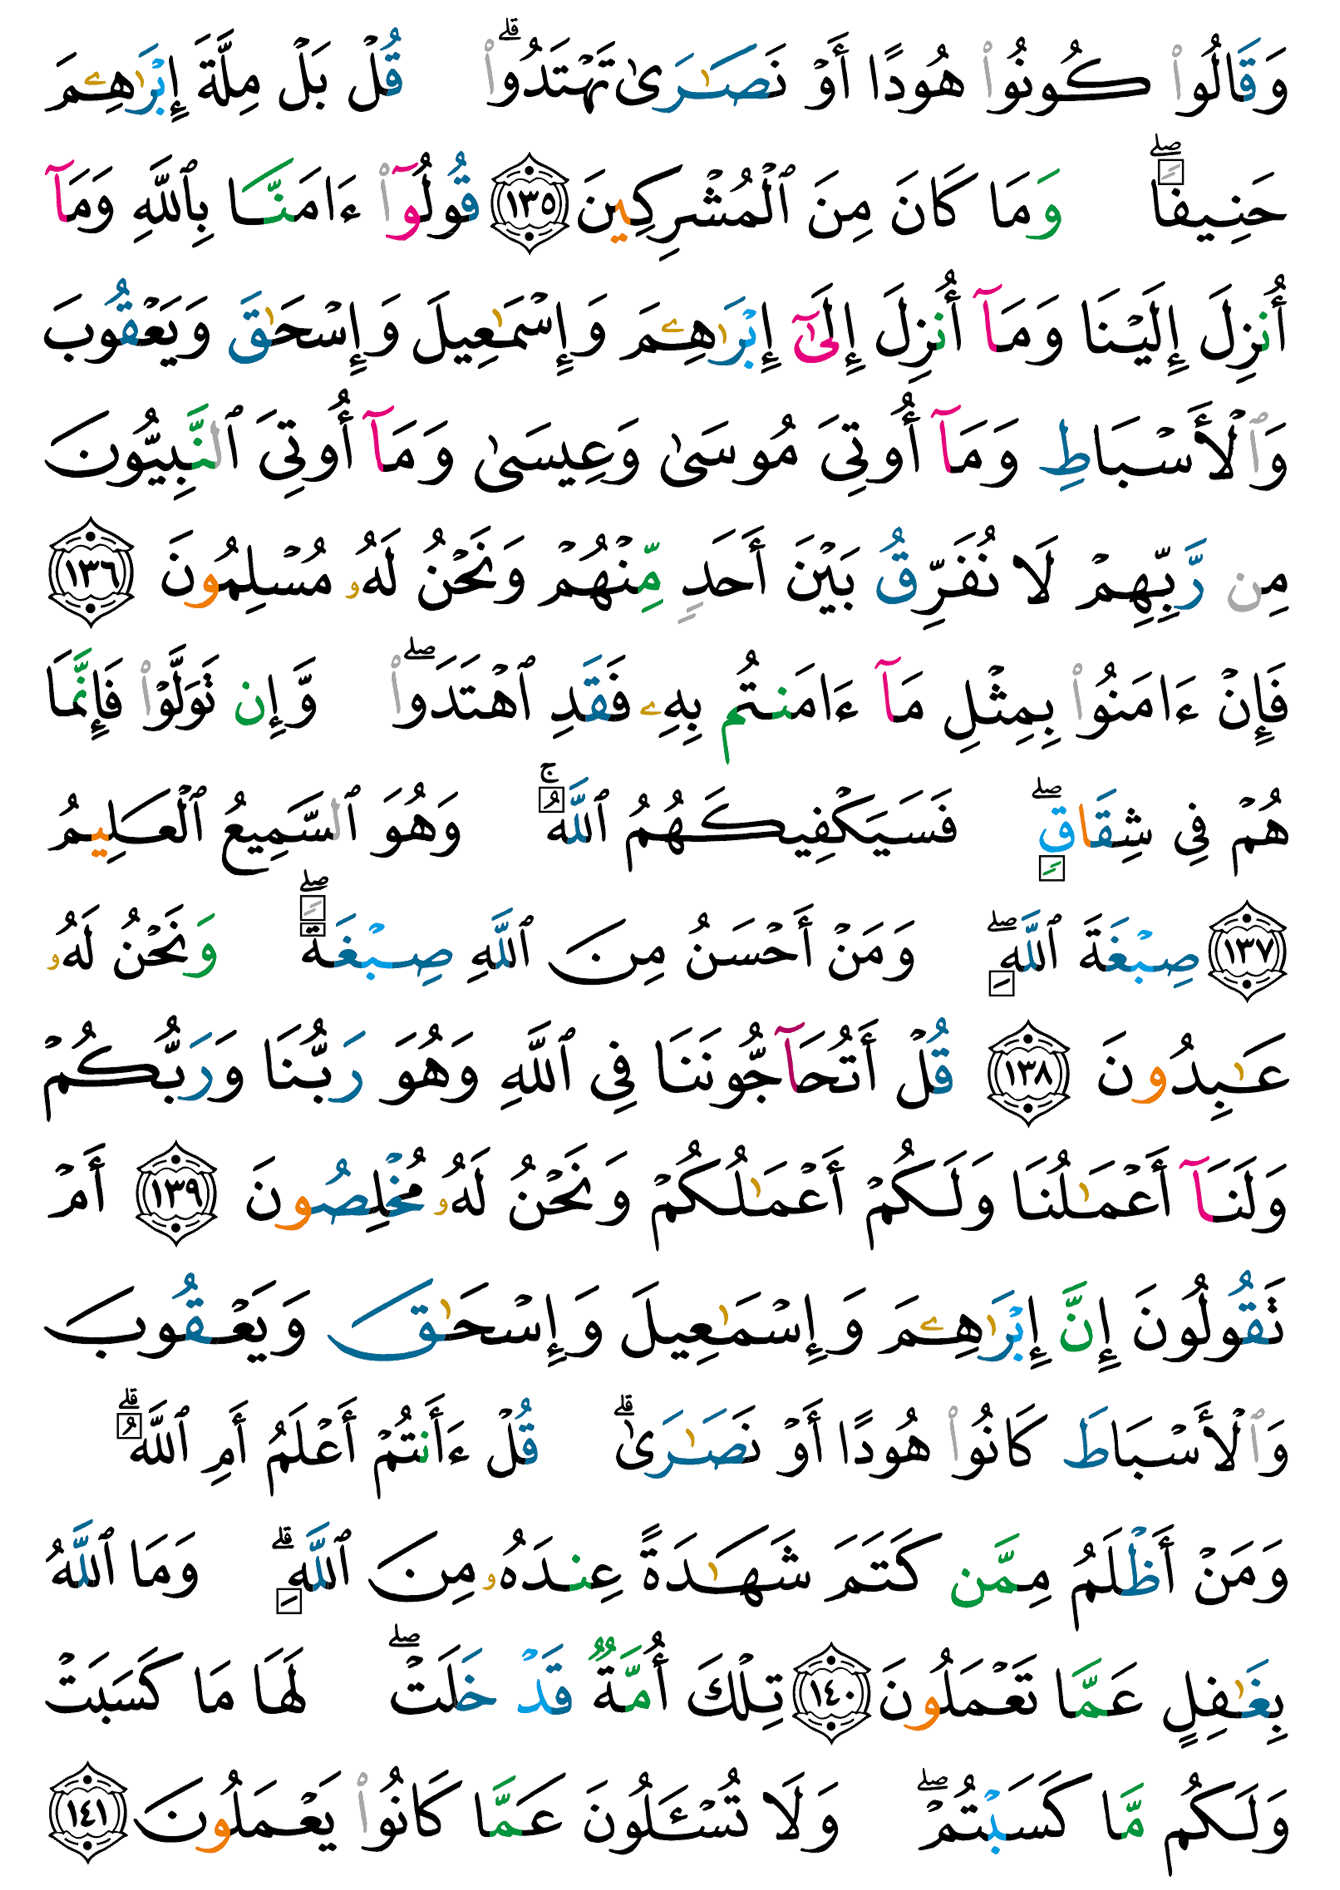 وَقَالُوا۟ كُونُوا۟ هُودًا أَوْ نَصَـٰرَىٰ تَهْتَدُوا۟ ۗ قُلْ بَلْ مِلَّةَ إِبْرَٰهِـۧمَ
حَنِيفًا ۖ وَمَا كَانَ مِنَ ٱلْمُشْرِكِينَ ١٣٥ قُولُوٓا۟ ءَامَنَّا بِٱللَّهِ وَمَآ
أُنزِلَ إِلَيْنَا وَمَآ أُنزِلَ إِلَىٰٓ إِبْرَٰهِـۧمَ وَإِسْمَـٰعِيلَ وَإِسْحَـٰقَ وَيَعْقُوبَ
وَٱلْأَسْبَاطِ وَمَآ أُوتِىَ مُوسَىٰ وَعِيسَىٰ وَمَآ أُوتِىَ ٱلنَّبِيُّونَ
مِن رَّبِّهِمْ لَا نُفَرِّقُ بَيْنَ أَحَدٍ مِّنْهُمْ وَنَحْنُ لَهُۥ مُسْلِمُونَ ١٣٦
فَإِنْ ءَامَنُوا۟ بِمِثْلِ مَآ ءَامَنتُم بِهِۦ فَقَدِ ٱهْتَدَوا۟ ۖ وَّإِن تَوَلَّوْا۟ فَإِنَّمَا
هُمْ فِى شِقَاقٍ ۖ فَسَيَكْفِيكَهُمُ ٱللَّهُ ۚ وَهُوَ ٱلسَّمِيعُ ٱلْعَلِيمُ
١٣٧ صِبْغَةَ ٱللَّهِ ۖ وَمَنْ أَحْسَنُ مِنَ ٱللَّهِ صِبْغَةً ۖ وَنَحْنُ لَهُۥ
عَـٰبِدُونَ ١٣٨ قُلْ أَتُحَآجُّونَنَا فِى ٱللَّهِ وَهُوَ رَبُّنَا وَرَبُّكُمْ
وَلَنَآ أَعْمَـٰلُنَا وَلَكُمْ أَعْمَـٰلُكُمْ وَنَحْنُ لَهُۥ مُخْلِصُونَ ١٣٩ أَمْ
تَقُولُونَ إِنَّ إِبْرَٰهِـۧمَ وَإِسْمَـٰعِيلَ وَإِسْحَـٰقَ وَيَعْقُوبَ
وَٱلْأَسْبَاطَ كَانُوا۟ هُودًا أَوْ نَصَـٰرَىٰ ۗ قُلْ ءَأَنتُمْ أَعْلَمُ أَمِ ٱللَّهُ ۗ
وَمَنْ أَظْلَمُ مِمَّن كَتَمَ شَهَـٰدَةً عِندَهُۥ مِنَ ٱللَّهِ ۗ وَمَا ٱللَّهُ
بِغَـٰفِلٍ عَمَّا تَعْمَلُونَ ١٤٠ تِلْكَ أُمَّةٌ قَدْ خَلَتْ ۖ لَهَا مَا كَسَبَتْ
وَلَكُم مَّا كَسَبْتُمْ ۖ وَلَا تُسْـَٔلُونَ عَمَّا كَانُوا۟ يَعْمَلُونَ ١٤١